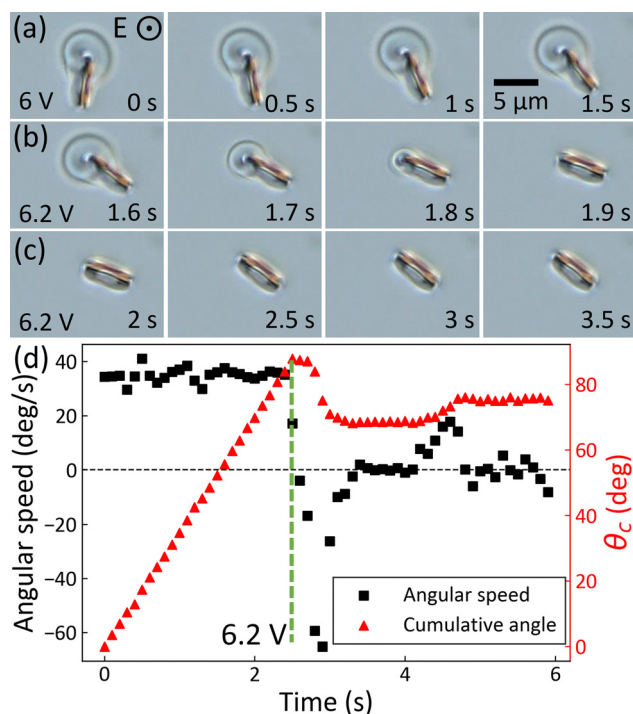 (a) E ⊙
6 V 0 s 0.5 s 1 s 1.5 s
5 μm
(b)
1.6 s 1.7 s 1.8 s 1.9 s
(c)
6.2 V 2 s 2.5 s 3 s 3.5 s
6.2 V
(d)
Angular speed (deg/s)
40
20
0
-20
-40
-60
80
60
40
20
0
θc (deg)
6.2 V
Angular speed
Cumulative angle
0 2 4 6
Time (s)